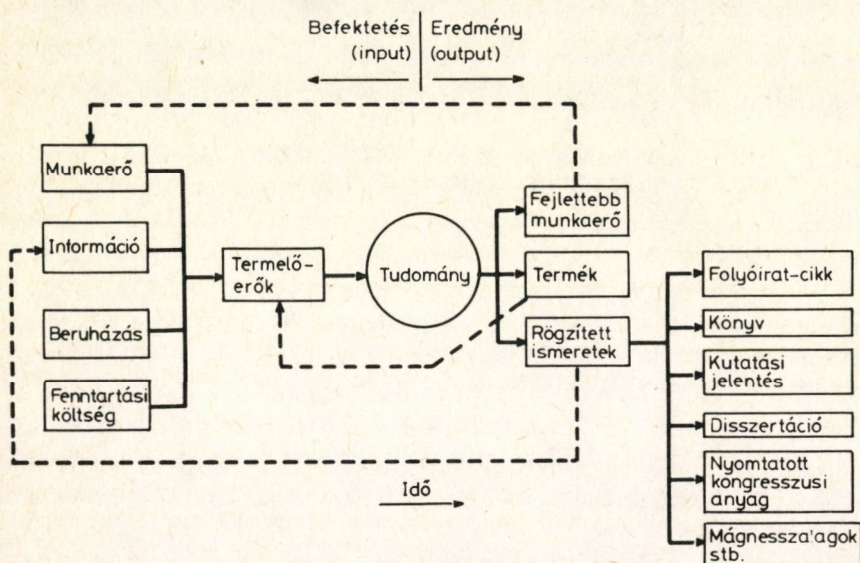 Befektetés Eredmény
(input) (output)
Munkaerő
Információ
Beruházás
Fenntartási
költség
Termelő-
erők
Tudomány
Fejlettebb
munkaerő
Termék
Rögzített
ismeretek
Folyóirat-cikk
Könyv
Kutatási
jelentés
Disszertáció
Nyomtatott
kongresszusi
anyag
Mágnessza'agok
stb.
Idő